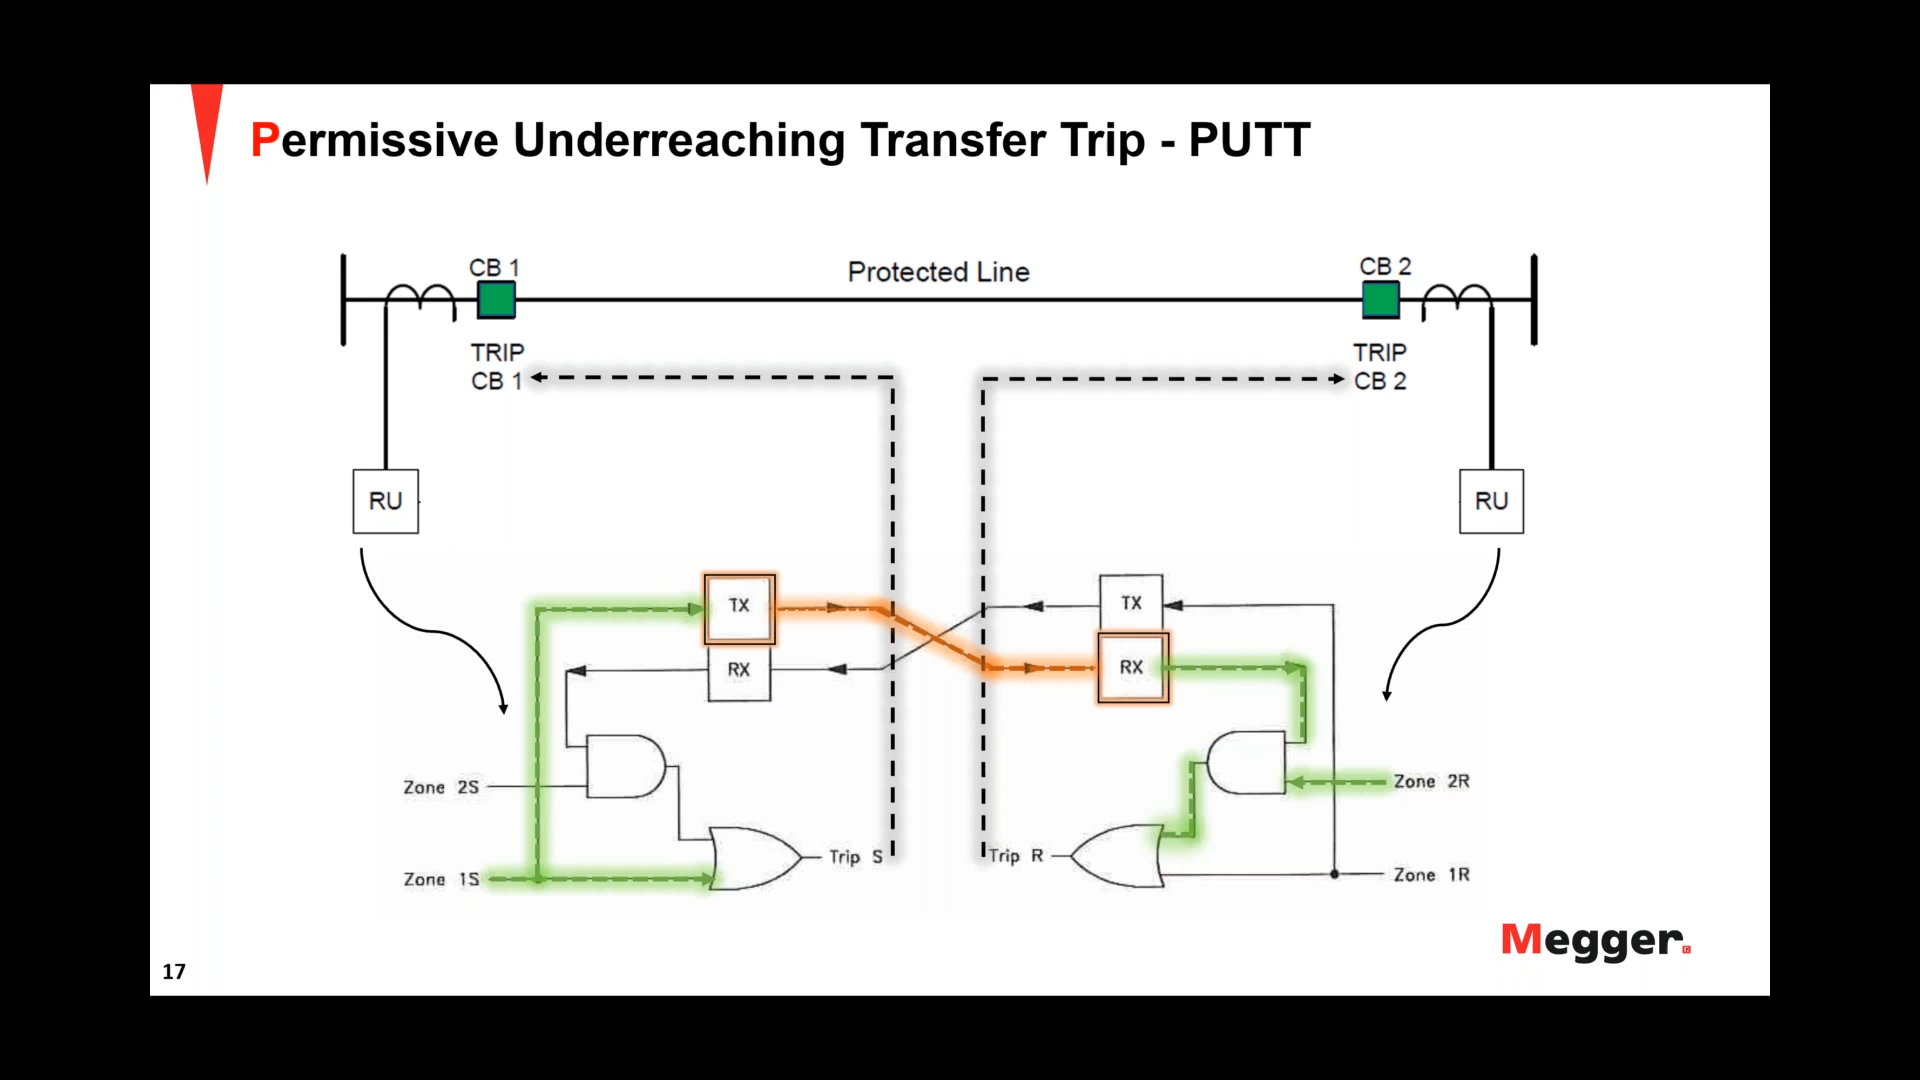 Permissive Underreaching Transfer Trip - PUTT
CB 1
Protected Line
CB 2
TRIP
CB 1
TRIP
CB 2
RU
RU
TX
TX
RX
RX
Zone 2S
Zone 2R
Trip S
Trip R
Zone 1S
Zone 1R
Megger
17